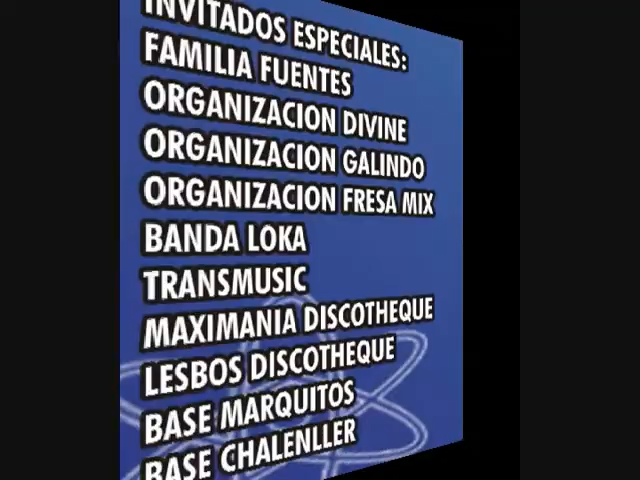 INVITADOS ESPECIALES:
FAMILIA FUENTES
ORGANIZACION DIVINE
ORGANIZACION GALINDO
ORGANIZACION FRESA MIX
BANDA LOKA
TRANSMUSIC
MAXIMANIA DISCOTHEQUE
LESBOS DISCOTHEQUE
BASE MARQUITOS
BASE CHALENLLER